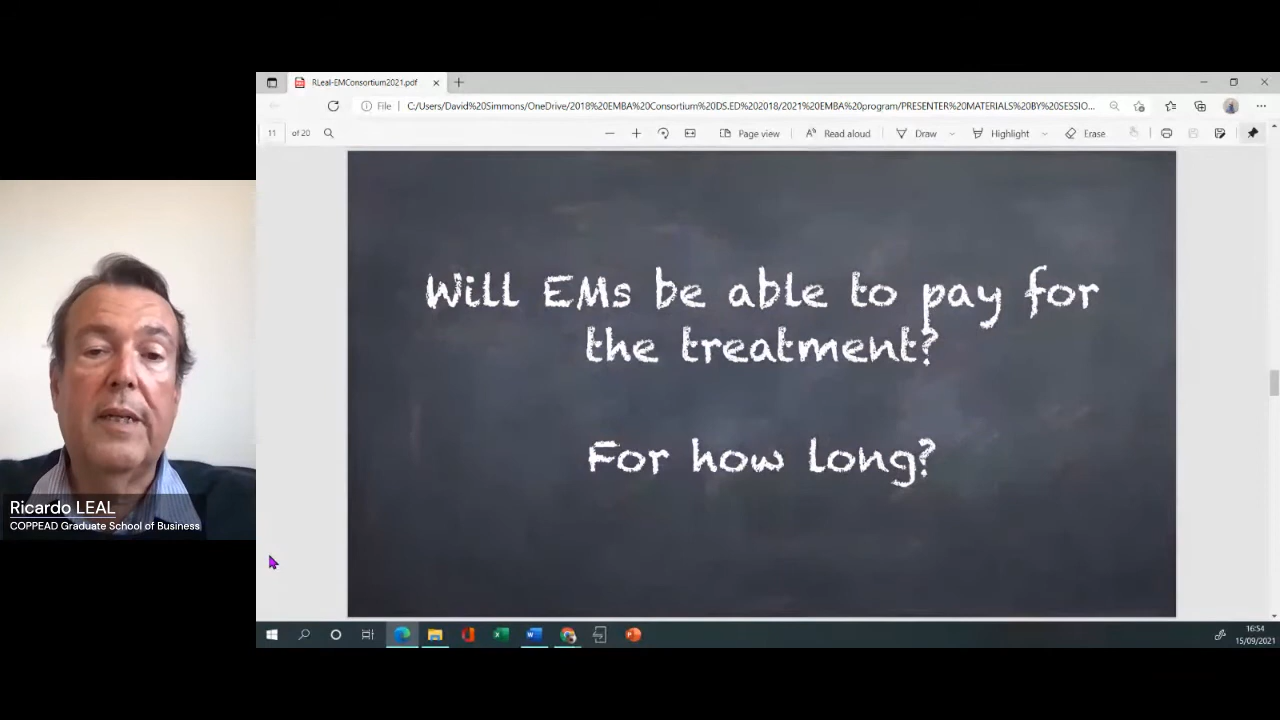 RLeal-EMConsortium2021.pdf
File C:/Users/David%20Simmons/OneDrive/2018%20EMBA%20Consortium%20DS.ED%202018/2021%20EMBA%20program/PRESENTER%20MATERIALS%20BY%20SESSIO...
11 of 20 Page view Read aloud Draw Highlight Erase
Will EMs be able to pay for
the treatment?
For how long?
Ricardo LEAL
COPPEAD Graduate School of Business
16:54
15/09/2021